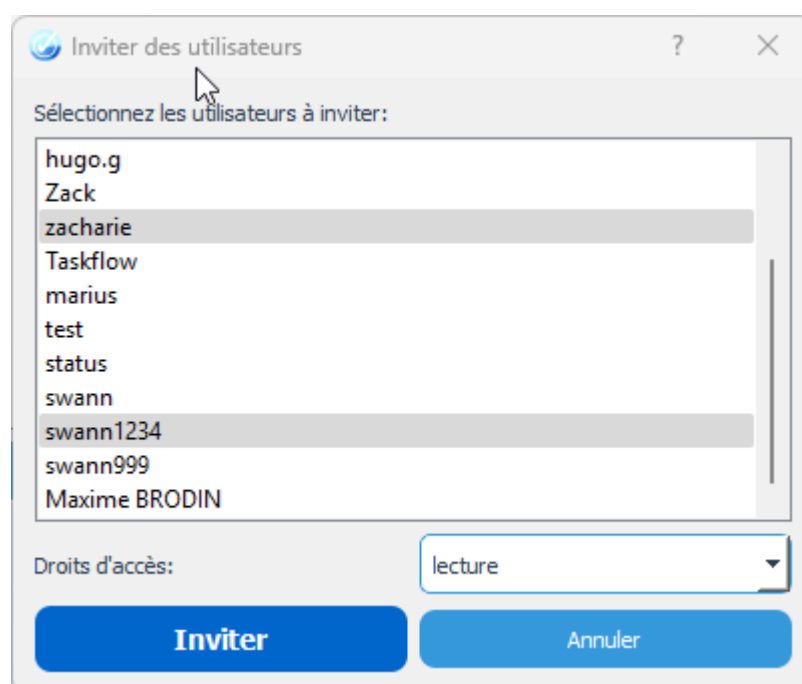 Inviter des utilisateurs
Sélectionnez les utilisateurs à inviter:
hugo.g
Zack
zacharie
Taskflow
marius
test
status
swann
swann1234
swann999
Maxime BRODIN
Droits d'accès: lecture
Inviter Annuler